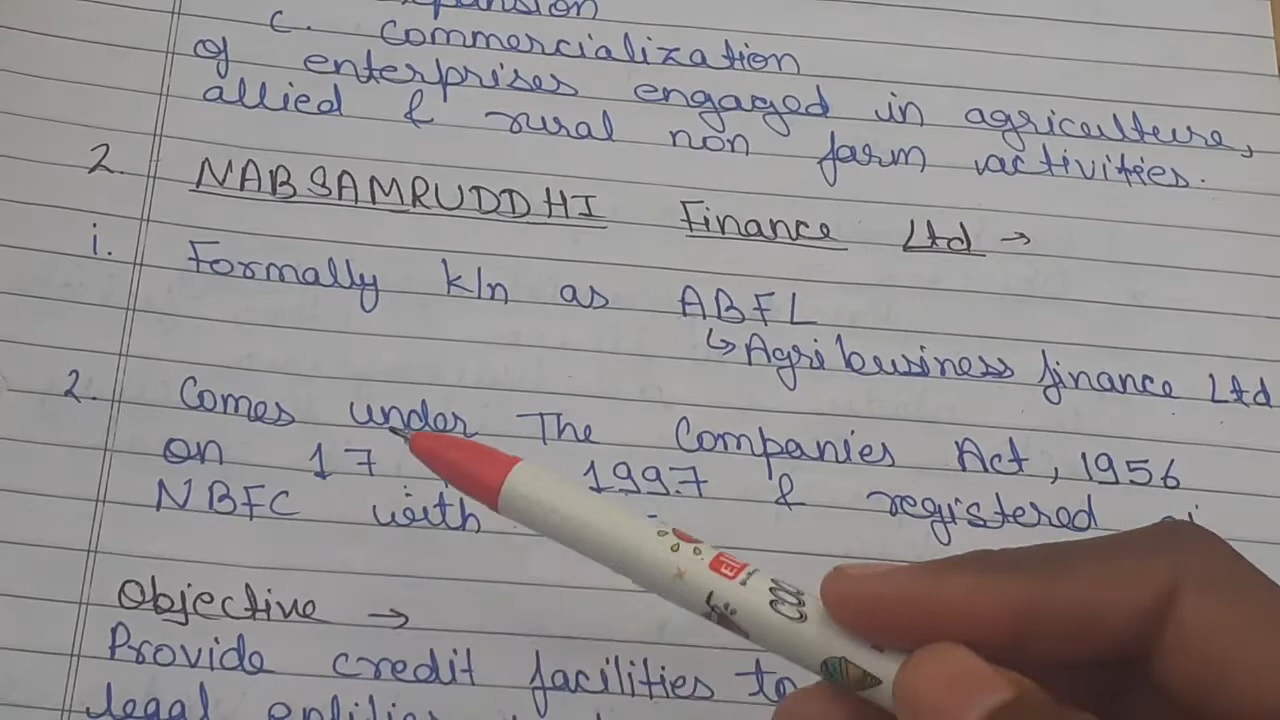 c. commercialization
of enterprises engaged in agriculture,
allied & rural non farm activities.
2. NABSAMRUDDHI Finance Ltd →
i. Formally k/n as ABFL
↳ Agribusiness finance Ltd
2. Comes under The Companies Act, 1956
on 17 1997 & registered
NBFC with
Objective →
Provide credit facilities to
legal entities